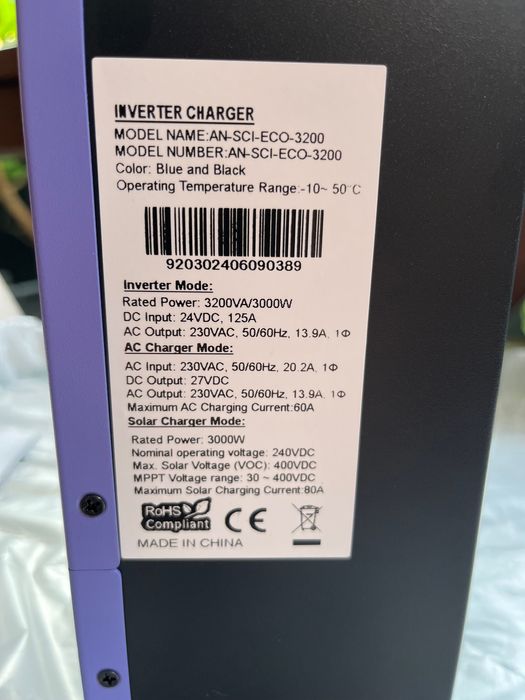 INVERTER CHARGER
MODEL NAME:AN-SCI-ECO-3200
MODEL NUMBER:AN-SCI-ECO-3200
Color: Blue and Black
Operating Temperature Range:-10~ 50°C
920302406090389
Inverter Mode:
Rated Power: 3200VA/3000W
DC Input: 24VDC, 125A
AC Output: 230VAC, 50/60Hz, 13.9A, 1Φ
AC Charger Mode:
AC Input: 230VAC, 50/60Hz, 20.2A, 1Φ
DC Output: 27VDC
AC Output: 230VAC, 50/60Hz, 13.9A, 1Φ
Maximum AC Charging Current:60A
Solar Charger Mode:
Rated Power: 3000W
Nominal operating voltage: 240VDC
Max. Solar Voltage (VOC): 400VDC
MPPT Voltage range: 30 ~ 400VDC
Maximum Solar Charging Current:80A
RoHS
Compliant CE
MADE IN CHINA